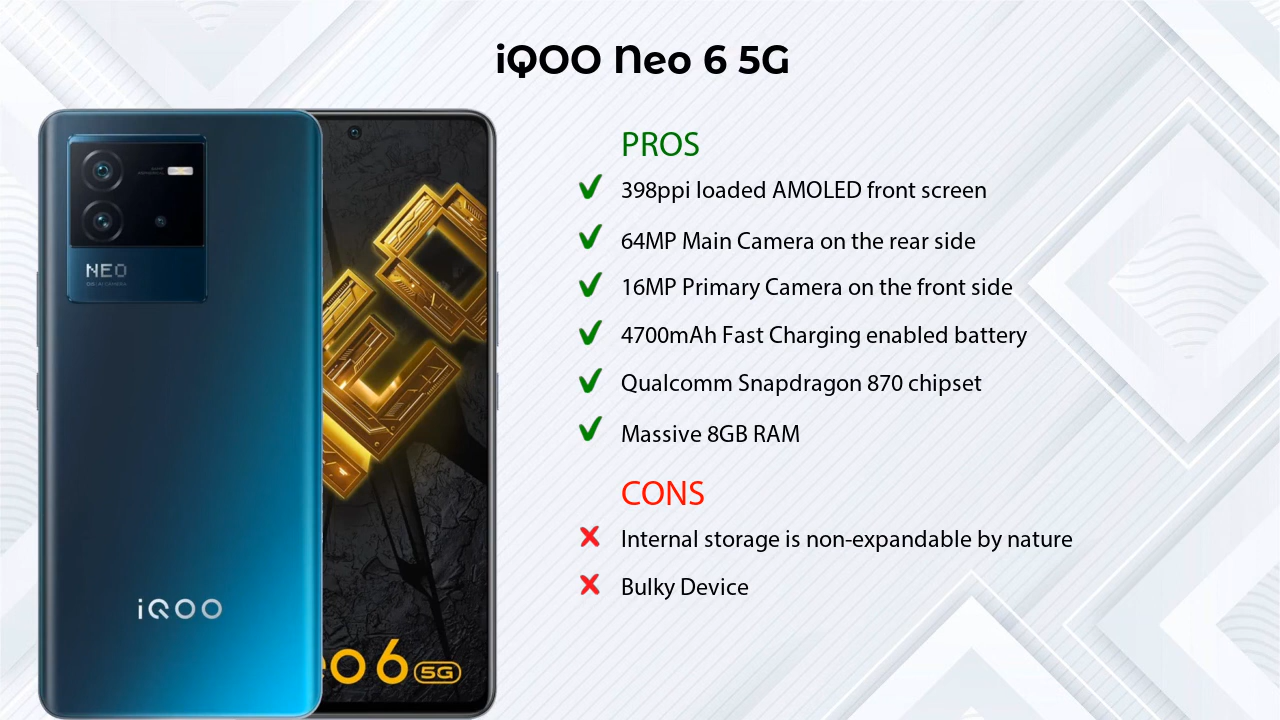 iQOO Neo 6 5G
PROS
398ppi loaded AMOLED front screen
64MP Main Camera on the rear side
16MP Primary Camera on the front side
4700mAh Fast Charging enabled battery
Qualcomm Snapdragon 870 chipset
Massive 8GB RAM
CONS
Internal storage is non-expandable by nature
Bulky Device
NEO
iQOO
eo 6 5G